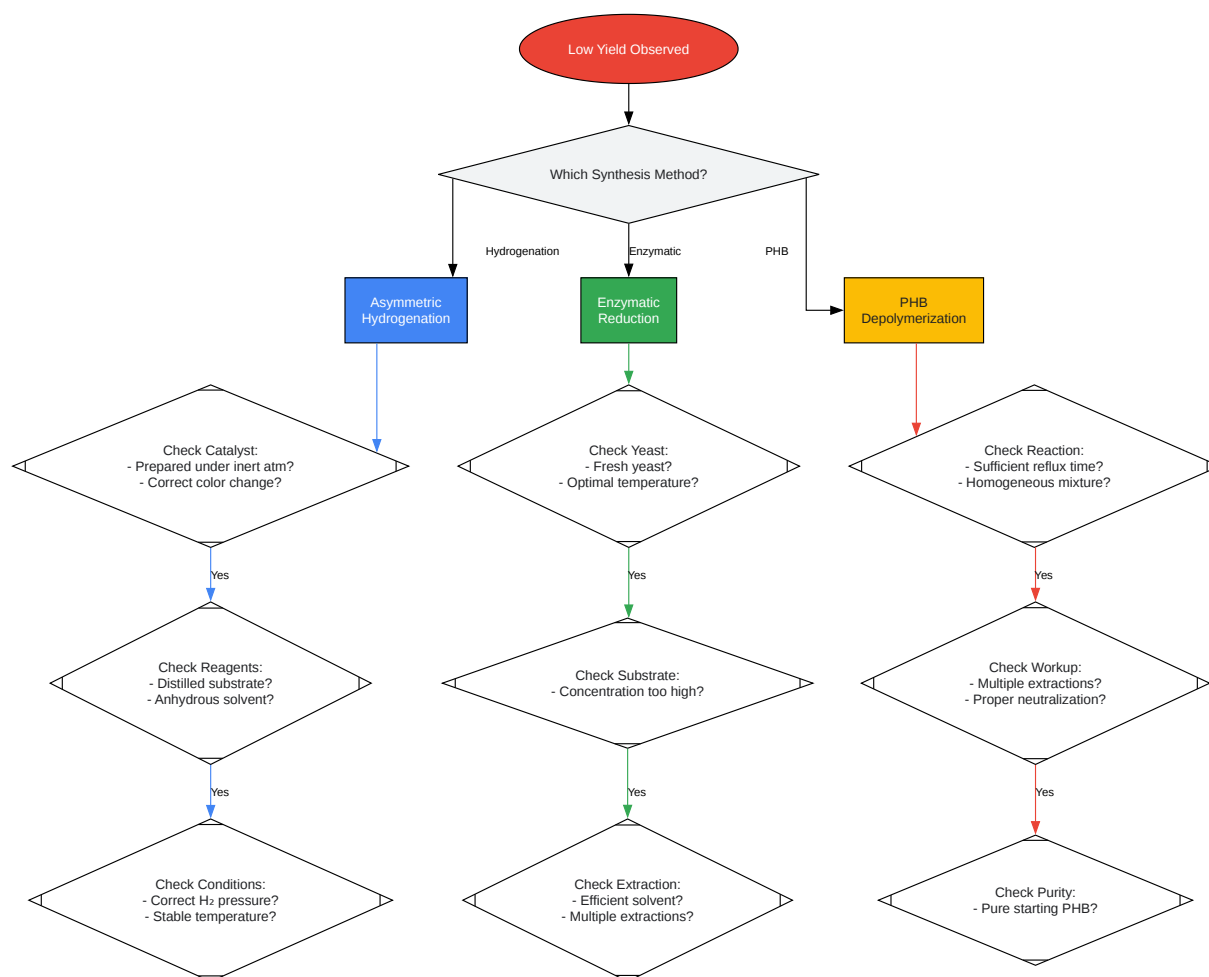 Low Yield Observed
Which Synthesis Method?
Hydrogenation
Enzymatic
PHB
Asymmetric
Hydrogenation
Enzymatic
Reduction
PHB
Depolymerization
Check Catalyst:
- Prepared under inert atm?
- Correct color change?
Check Yeast:
- Fresh yeast?
- Optimal temperature?
Check Reaction:
- Sufficient reflux time?
- Homogeneous mixture?
Yes
Yes
Yes
Check Reagents:
- Distilled substrate?
- Anhydrous solvent?
Check Substrate:
- Concentration too high?
Check Workup:
- Multiple extractions?
- Proper neutralization?
Yes
Yes
Yes
Check Conditions:
- Correct H₂ pressure?
- Stable temperature?
Check Extraction:
- Efficient solvent?
- Multiple extractions?
Check Purity:
- Pure starting PHB?